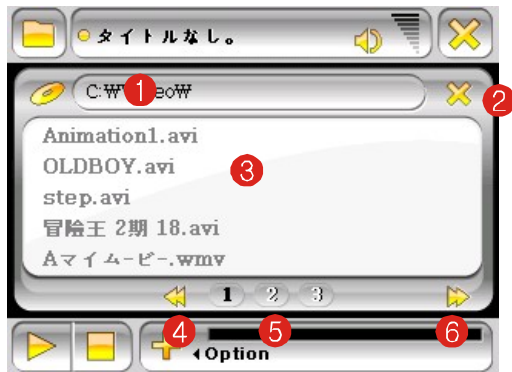 タイトルなし。
C:₩ 1 eo₩
2
Animation1.avi
OLDBOY.avi
3
step.avi
冒險王 2期 18.avi
Aマイムービー.wmv
1 2 3
4 5 6
Option